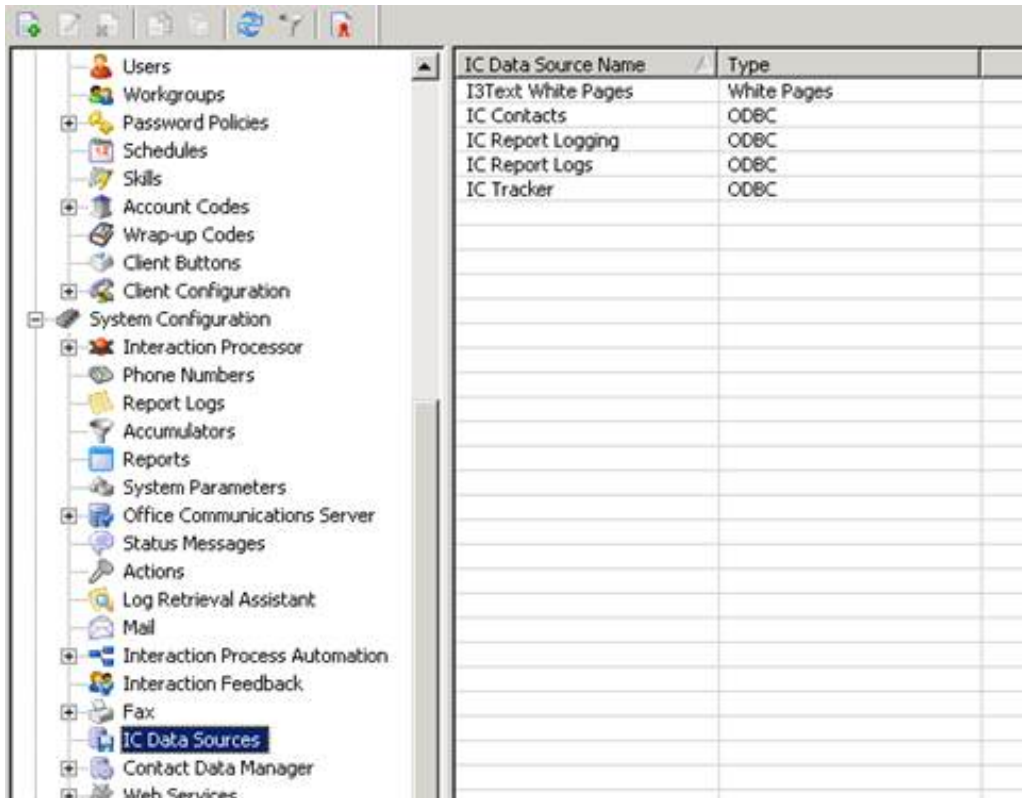 Users
Workgroups
Password Policies
Schedules
Skills
Account Codes
Wrap-up Codes
Client Buttons
Client Configuration
System Configuration
Interaction Processor
Phone Numbers
Report Logs
Accumulators
Reports
System Parameters
Office Communications Server
Status Messages
Actions
Log Retrieval Assistant
Mail
Interaction Process Automation
Interaction Feedback
Fax
IC Data Sources
Contact Data Manager
Web Services
IC Data Source Name Type
I3Text White Pages White Pages
IC Contacts ODBC
IC Report Logging ODBC
IC Report Logs ODBC
IC Tracker ODBC